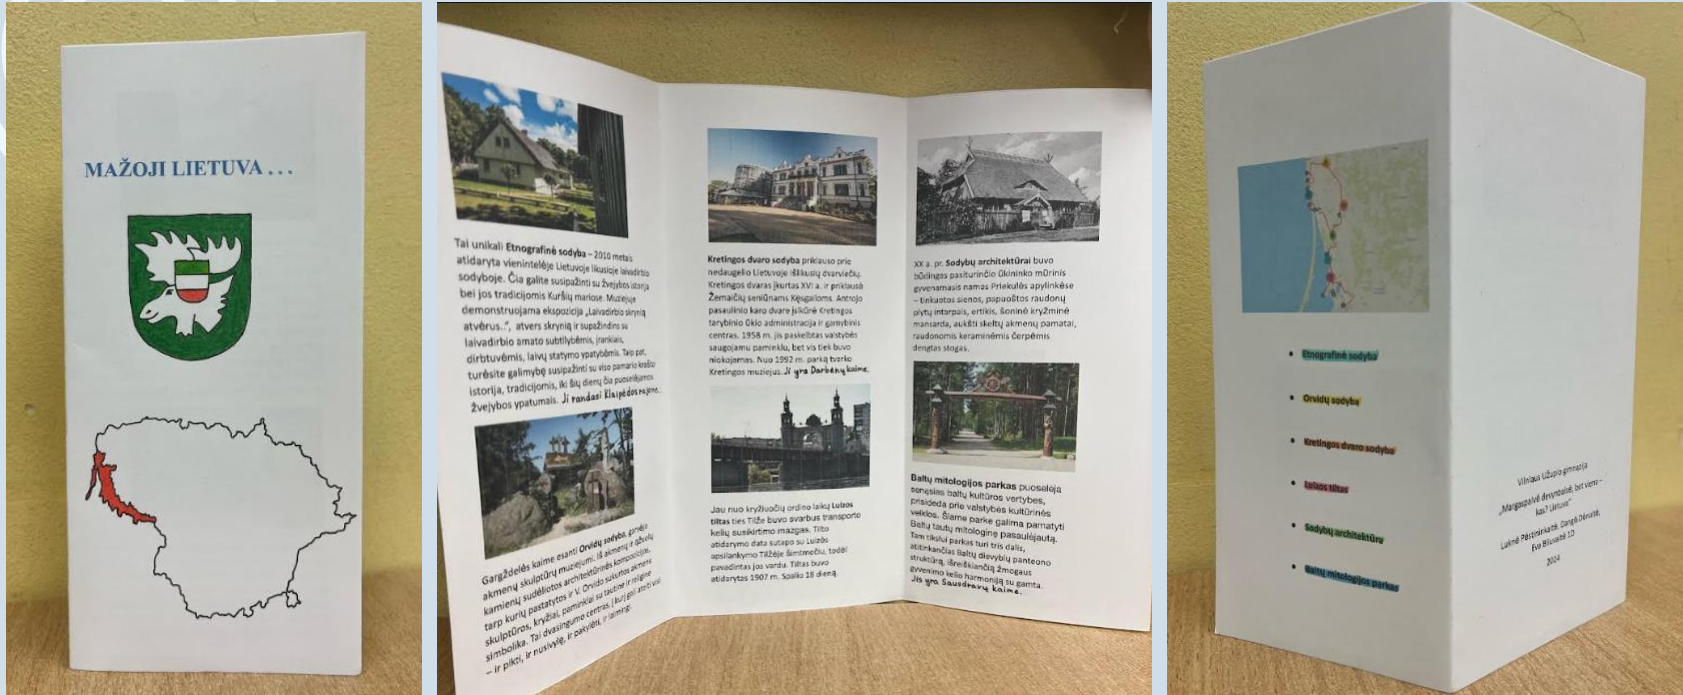 MAŽOJI LIETUVA . . .
Tai unikali Etnografinė sodyba – 2010 metais
atidaryta vienintelėje Lietuvoje likusioje laivadirbio
sodyboje. Čia galite susipažinti su žvejybos istorija
bei jos tradicijomis Kuršių mariose. Muziejuje
demonstruojama ekspozicija „Laivadirbio skrynią
atvėrus..“, atvers skrynią ir supažindins su
laivadirbio amato subtilybėmis, įrankiais,
dirbtuvėmis, laivų statymo ypatybėmis. Taip pat,
turėsite galimybę susipažinti su viso pamario krašto
istorija, tradicijomis, iki šių dienų čia puoselėjamos
žvejybos ypatumais. Ji randasi Klaipėdos rajone.
Gargždelės kaime esanti Orvidų sodyba, garsėja
akmenų skulptūrų muziejumi. Iš akmenų ir ąžuolų
kamienų sudėliotos architektūrinės kompozicijos,
tarp kurių pastatytos ir V. Orvido sukurtos akmens
skulptūros, kryžiai, paminklai su tautine ir religine
simbolika. Tai dvasingumo centras, į kurį gali ateiti visi
– ir pikti, ir nusivylę, ir pakylėti, ir laimingi.
Kretingos dvaro sodyba priklauso prie
nedaugelio Lietuvoje išlikusių dvarviečių.
Kretingos dvaras įkurtas XVI a. ir priklausė
Žemaičių seniūnams Kęsgailoms. Antrojo
pasaulinio karo dvare įsikūrė Kretingos
tarybinio ūkio administracija ir gamybinis
centras. 1958 m. jis paskelbtas valstybės
saugojamu paminklu, bet vis tiek buvo
niokojamas. Nuo 1992 m. parką tvarko
Kretingos muziejus. Ji yra Darbėnų kaime.
Jau nuo kryžiuočių ordino laikų Luizos
tiltas ties Tilže buvo svarbus transporto
kelių susikirtimo mazgas. Tilto
atidarymo data sutapo su Luizos
apsilankymo Tilžėje šimtmečiu, todėl
pavadintas jos vardu. Tiltas buvo
atidarytas 1907 m. Spalio 18 dieną.
XX a. pr. Sodybų architektūrai buvo
būdingas pasiturinčio ūkininko mūrinis
gyvenamasis namas Priekulės apylinkėse
– tinkuotos sienos, papuoštos raudonų
plytų intarpais, ertikis, šoninė kryžminė
mansarda, aukšti skeltų akmenų pamatai,
raudonomis keraminėmis čerpėmis
dengtas stogas.
Baltų mitologijos parkas puoselėja
senąsias baltų kultūros vertybes,
prisideda prie valstybės kultūrinės
veiklos. Šiame parke galima pamatyti
Baltų tautų mitologinę pasaulėjautą.
Tam tikslui parkas turi tris dalis,
atitinkančias Baltų dievybių panteono
struktūrą, išreiškiančią žmogaus
gyvenimo kelio harmoniją su gamta.
Jis yra Sausdravų kaime.
• Etnografinė sodyba
• Orvidų sodyba
• Kretingos dvaro sodyba
• Luizos tiltas
• Sodybų architektūra
• Baltų mitologijos parkas
Vilniaus Užupio gimnazija
„Margaspalvė devynbalsė, bet viena –
kas? Lietuva“
Luknė Pėstininkaitė, Dangė Dėnaitė,
Eva Bliuvaitė 1D
2024